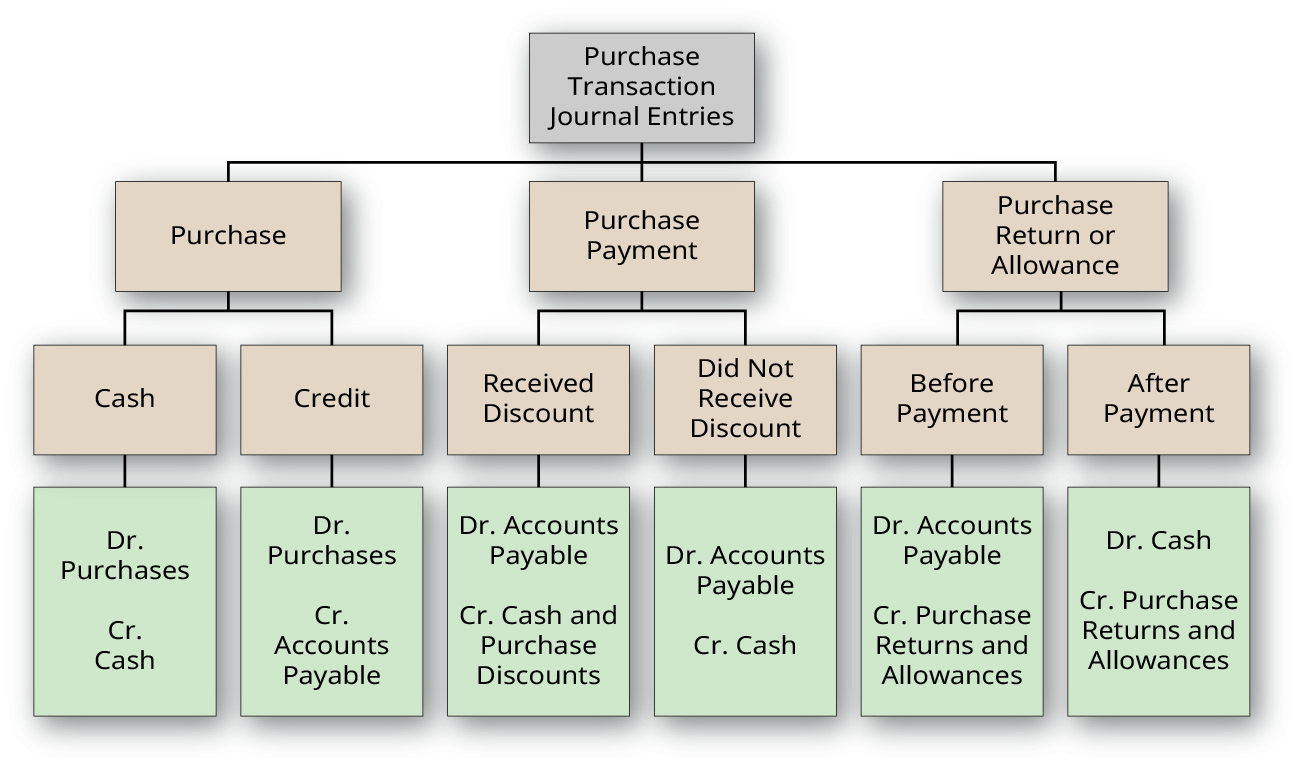 Purchase
Transaction
Journal Entries
Purchase
Purchase
Payment
Purchase
Return or
Allowance
Cash
Credit
Received
Discount
Did Not
Receive
Discount
Before
Payment
After
Payment
Dr.
Purchases
Cr.
Cash
Dr.
Purchases
Cr.
Accounts
Payable
Dr. Accounts
Payable
Cr. Cash and
Purchase
Discounts
Dr. Accounts
Payable
Cr. Cash
Dr. Accounts
Payable
Cr. Purchase
Returns and
Allowances
Dr. Cash
Cr. Purchase
Returns and
Allowances